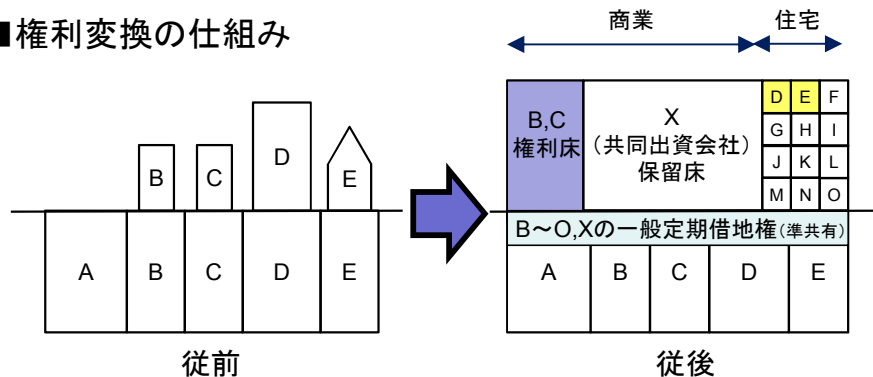 ■権利変換の仕組み
商業
住宅
B
C
D
E
A
B
C
D
E
従前
B,C
権利床
X
（共同出資会社）
保留床
D E F
G H I
J K L
M N O
B～O,Xの一般定期借地権(準共有)
A
B
C
D
E
従後